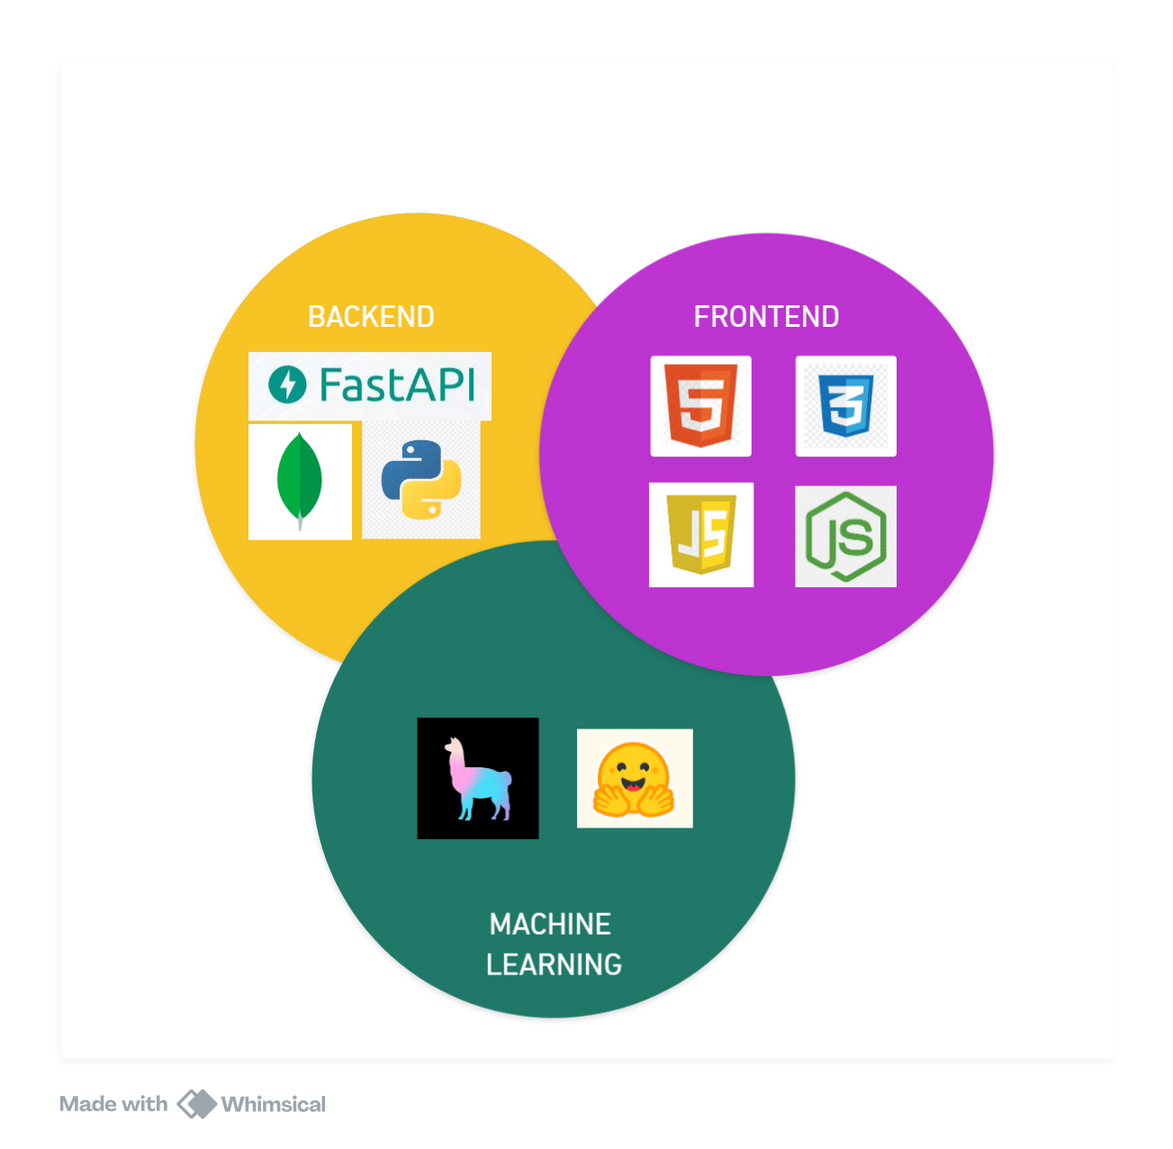 BACKEND
FRONTEND
FastAPI
5
3
JS
JS
MACHINE
LEARNING
Made with Whimsical